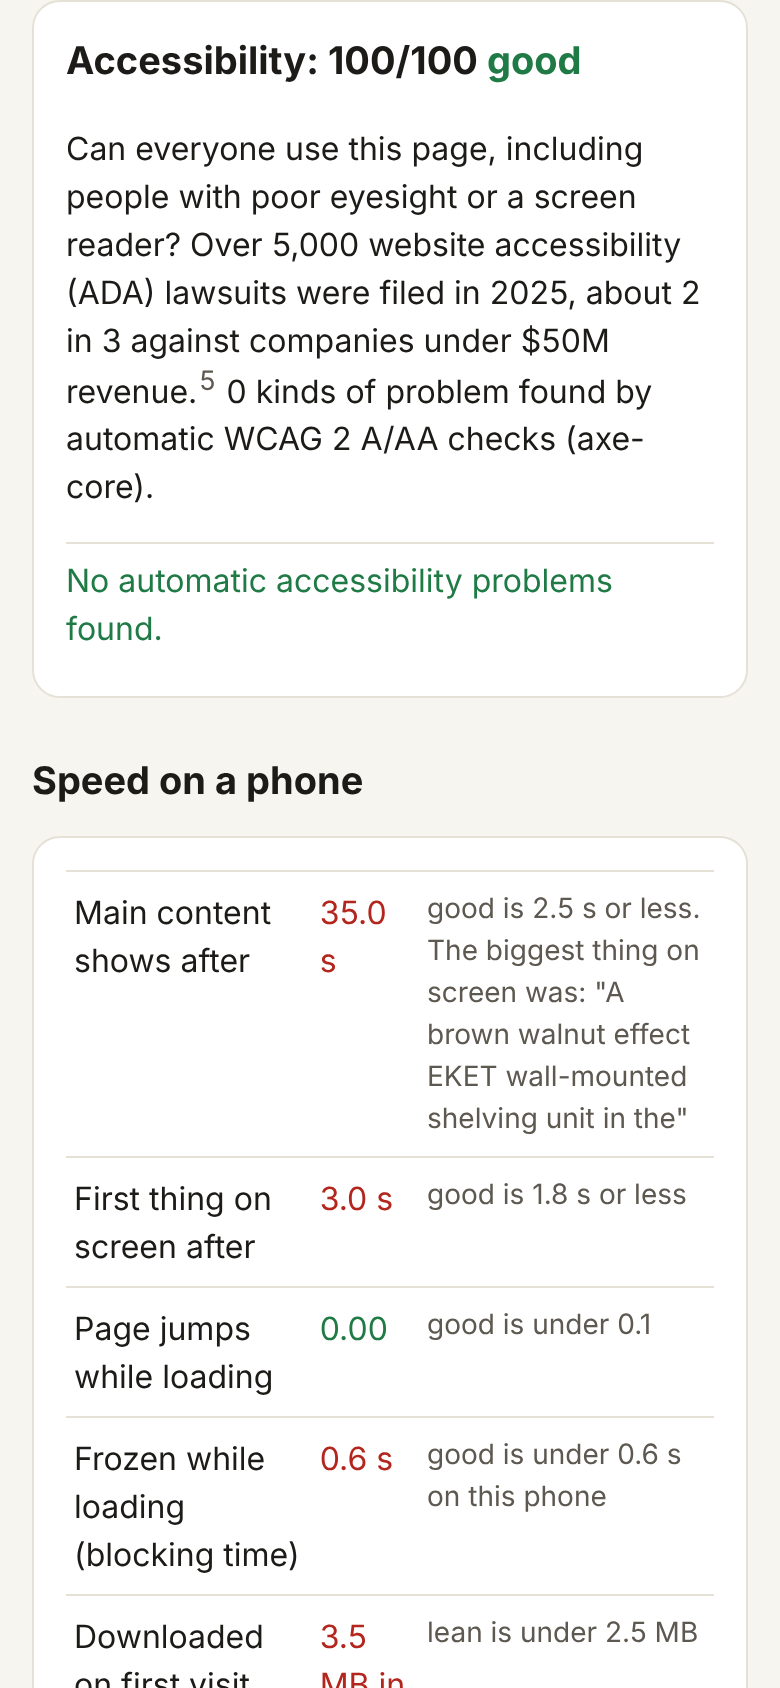 Accessibility: 100/100 good
Can everyone use this page, including
people with poor eyesight or a screen
reader? Over 5,000 website accessibility
(ADA) lawsuits were filed in 2025, about 2
in 3 against companies under $50M
revenue.5 0 kinds of problem found by
automatic WCAG 2 A/AA checks (axe-
core).
No automatic accessibility problems
found.
Speed on a phone
Main content
shows after
35.0
s
good is 2.5 s or less.
The biggest thing on
screen was: "A
brown walnut effect
EKET wall-mounted
shelving unit in the"
First thing on
screen after
3.0 s
good is 1.8 s or less
Page jumps
while loading
0.00
good is under 0.1
Frozen while
loading
(blocking time)
0.6 s
good is under 0.6 s
on this phone
Downloaded
on first visit
3.5
MB in
lean is under 2.5 MB